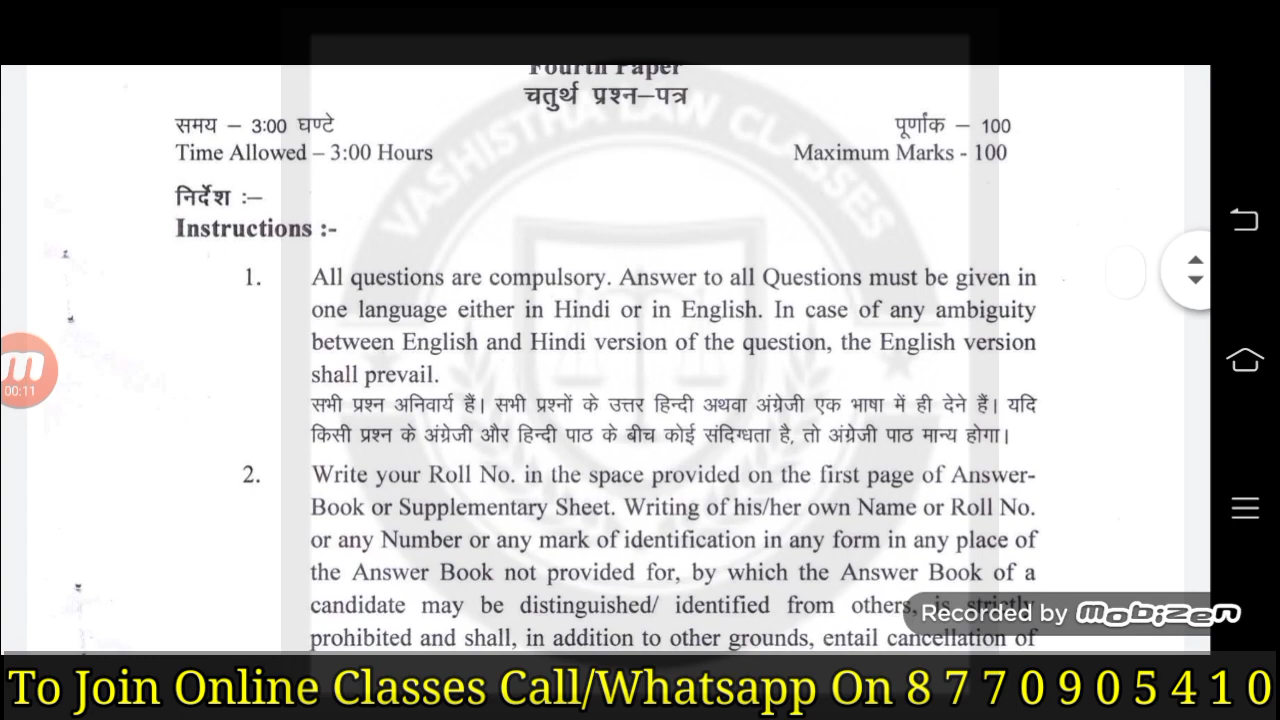 Fourth Paper
चतुर्थ प्रश्न–पत्र
समय – 3:00 घण्टे
पूर्णांक – 100
Time Allowed – 3:00 Hours
Maximum Marks - 100
निर्देश :–
Instructions :-
1. All questions are compulsory. Answer to all Questions must be given in
one language either in Hindi or in English. In case of any ambiguity
between English and Hindi version of the question, the English version
shall prevail.
सभी प्रश्न अनिवार्य हैं। सभी प्रश्नों के उत्तर हिन्दी अथवा अंग्रेजी एक भाषा में ही देने हैं। यदि
किसी प्रश्न के अंग्रेजी और हिन्दी पाठ के बीच कोई संदिग्धता है, तो अंग्रेजी पाठ मान्य होगा।
2. Write your Roll No. in the space provided on the first page of Answer-
Book or Supplementary Sheet. Writing of his/her own Name or Roll No.
or any Number or any mark of identification in any form in any place of
the Answer Book not provided for, by which the Answer Book of a
candidate may be distinguished/ identified from others, is strictly
prohibited and shall, in addition to other grounds, entail cancellation of
VASHISTHA LAW CLASSES
00:11
Recorded by mobizen
To Join Online Classes Call/Whatsapp On 8 7 7 0 9 0 5 4 1 0